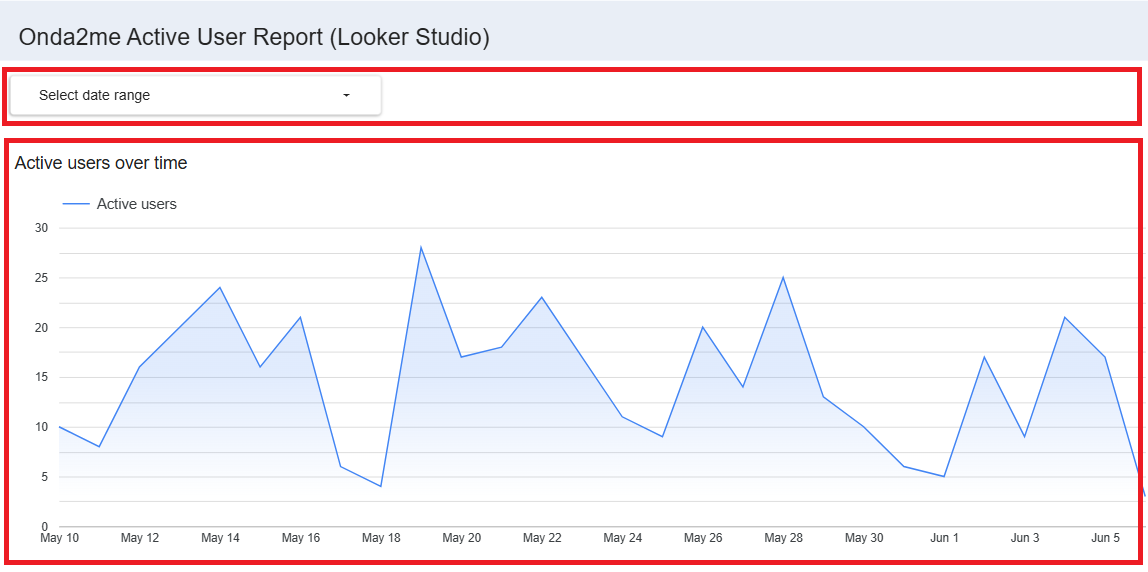 Onda2me Active User Report (Looker Studio)
Select date range
Active users over time
Active users
30
25
20
15
10
5
0
May 10 May 12 May 14 May 16 May 18 May 20 May 22 May 24 May 26 May 28 May 30 Jun 1 Jun 3 Jun 5